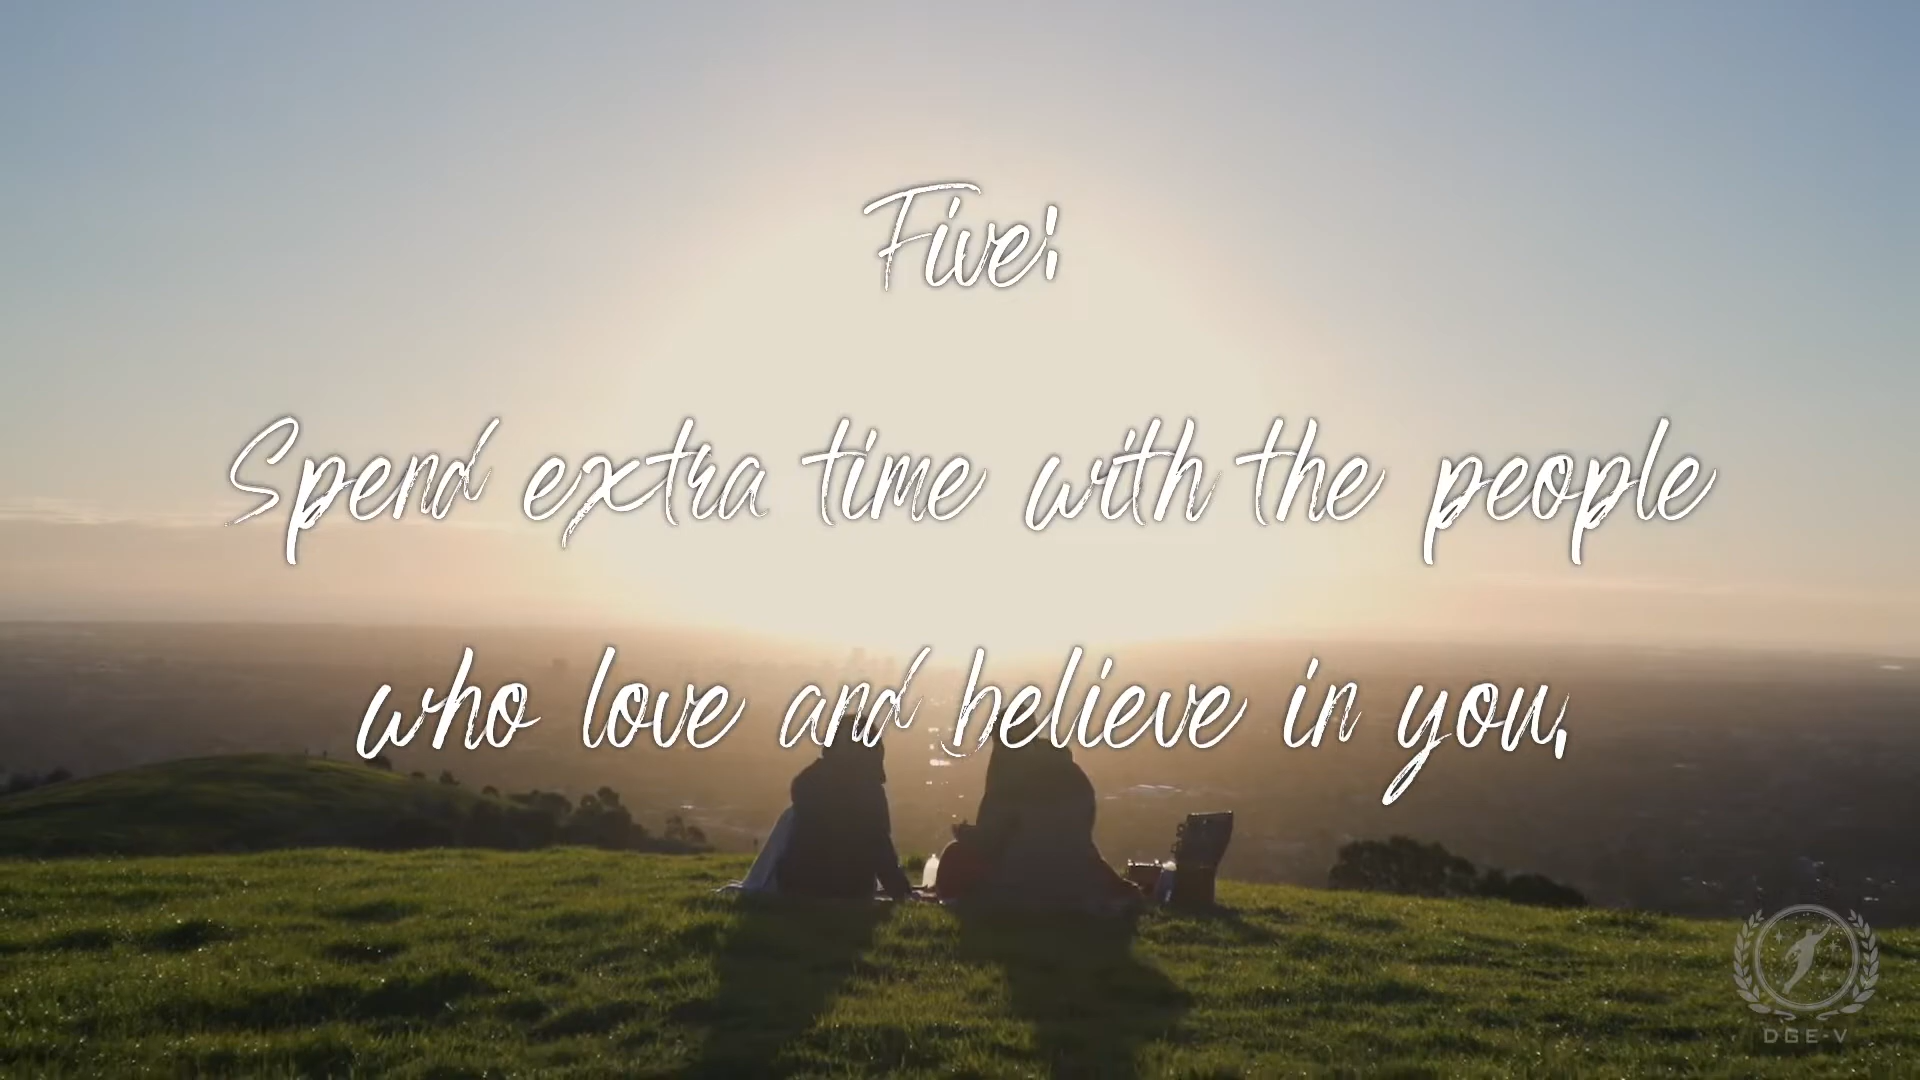 Five:
Spend extra time with the people
who love and believe in you,
DGE-V